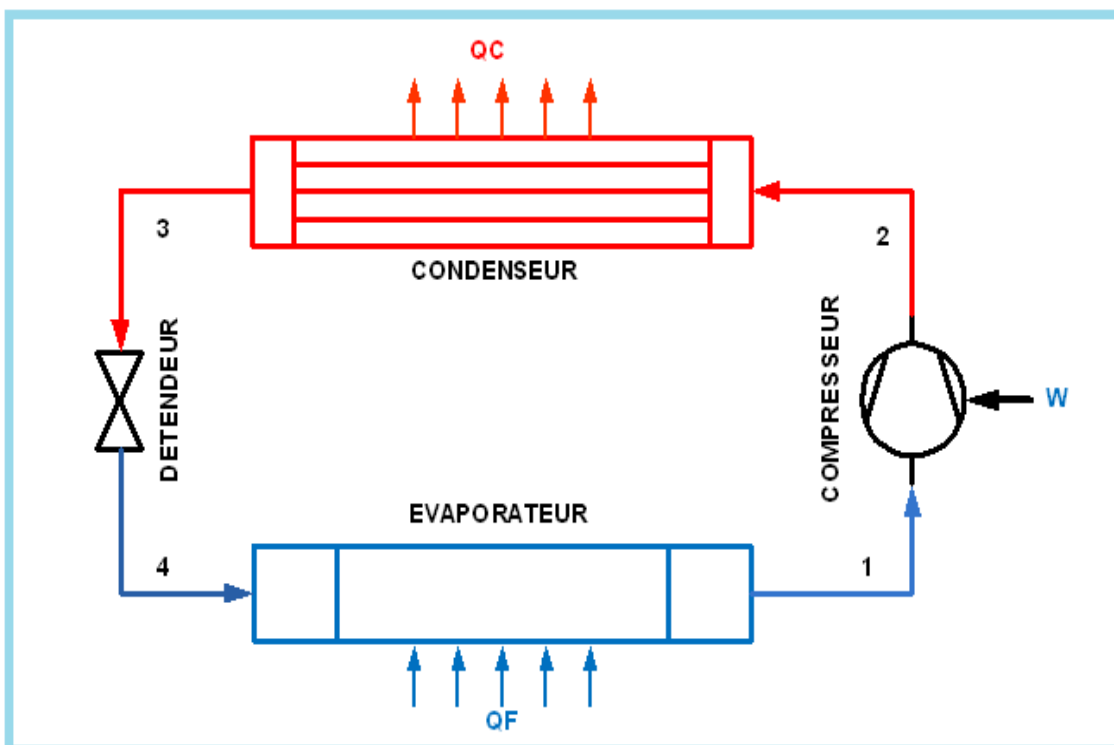 QC
3
2
CONDENSEUR
DETENDEUR
COMPRESSEUR
W
EVAPORATEUR
4
1
QF